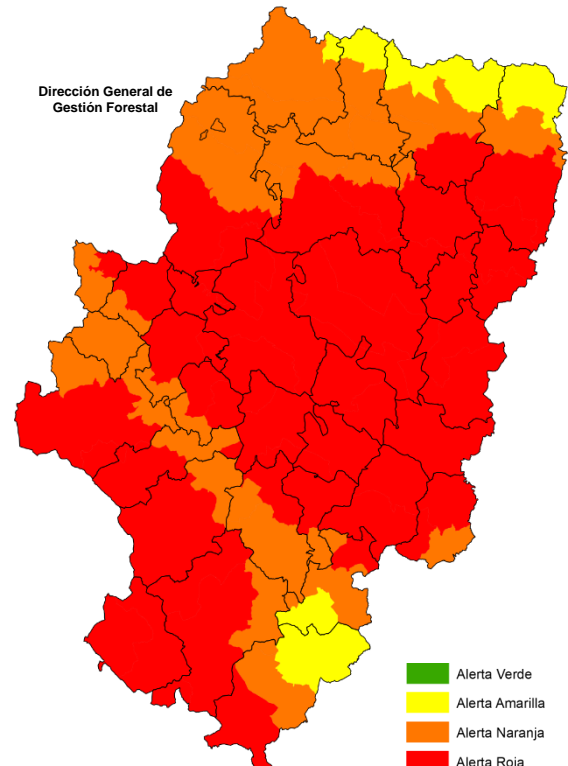 Dirección General de
Gestión Forestal
Alerta Verde
Alerta Amarilla
Alerta Naranja
Alerta Roja